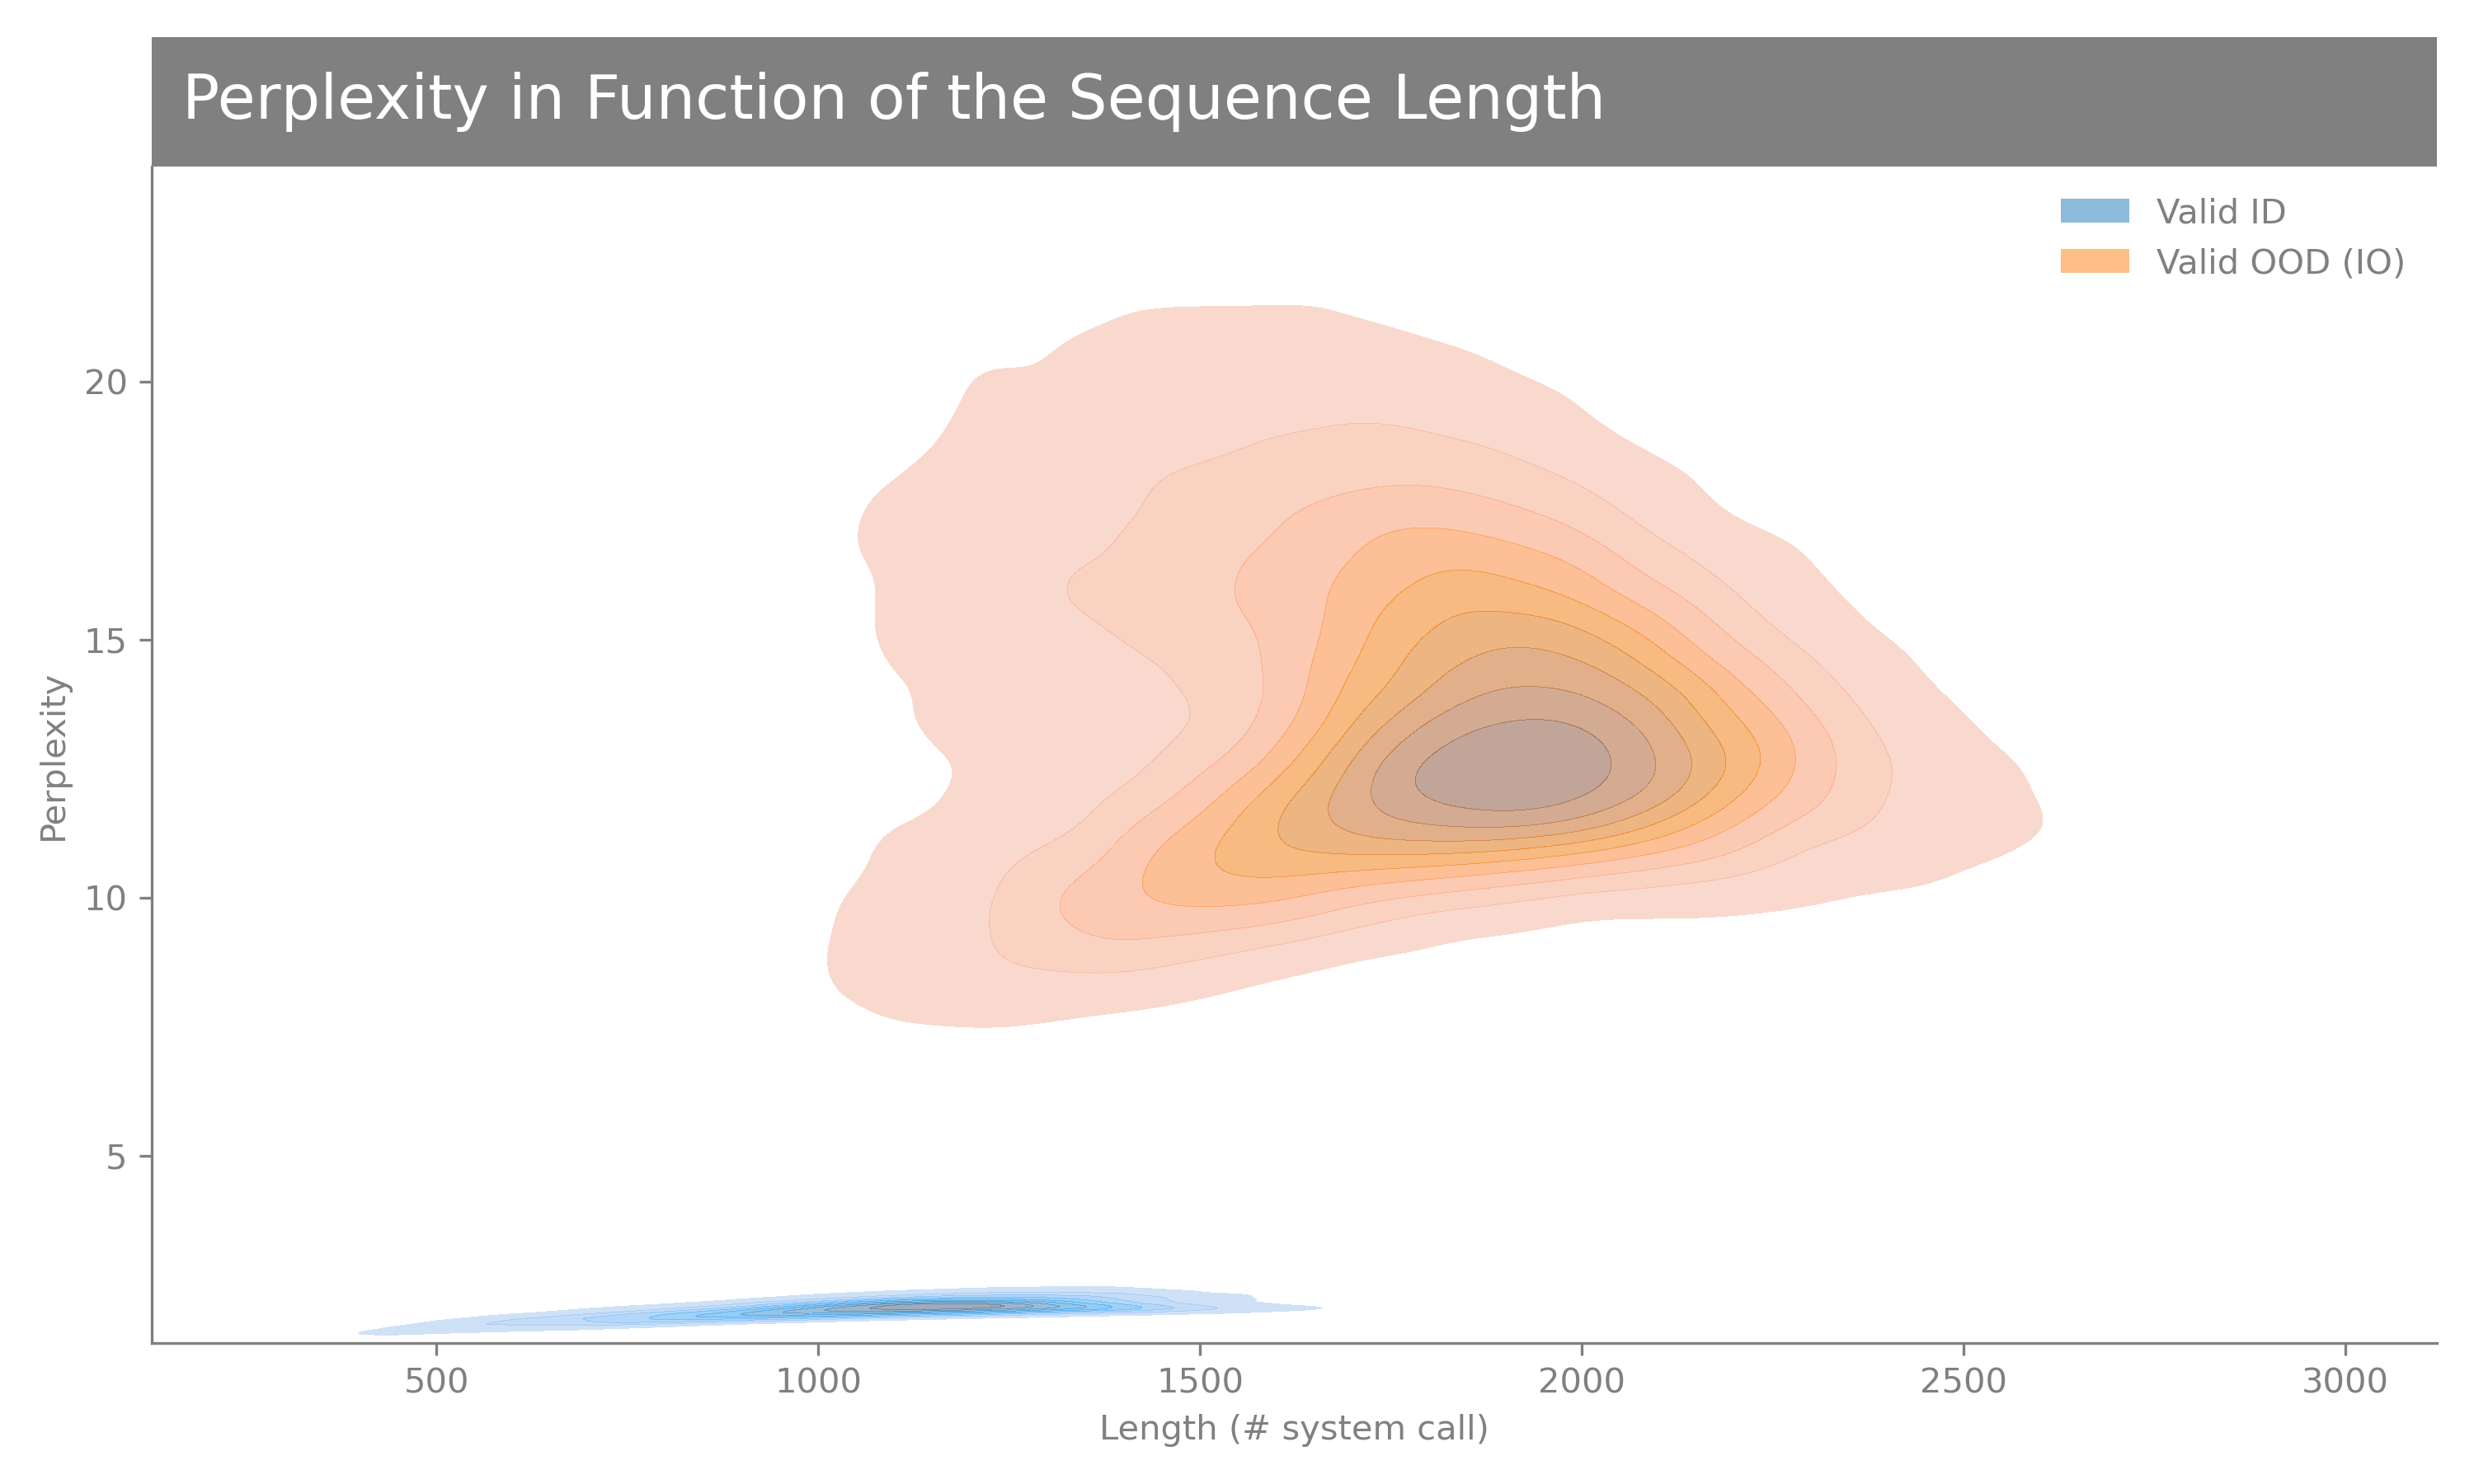 Perplexity in Function of the Sequence Length
Valid ID
Valid OOD (IO)
20
15
10
5
Perplexity
500 1000 1500 2000 2500 3000
Length (# system call)